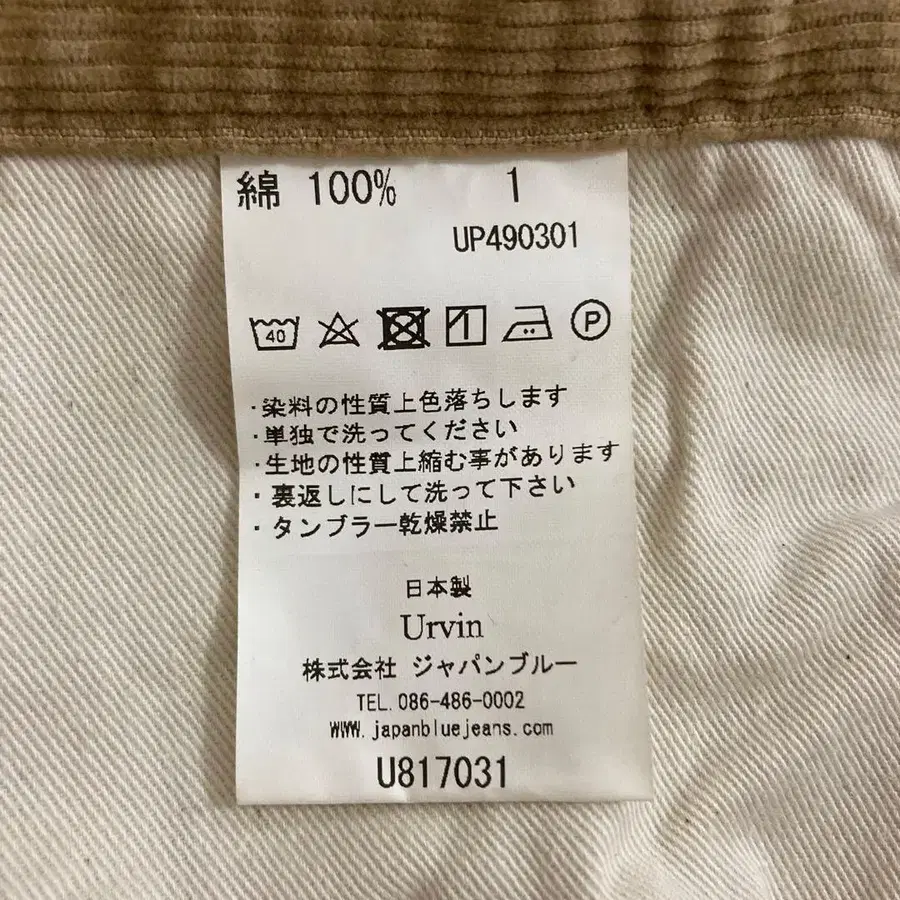 綿 100% 1
UP490301
40 P
・染料の性質上色落ちします
・単独で洗ってください
・生地の性質上縮む事があります
・裏返しにして洗って下さい
・タンブラー乾燥禁止
日本製
Urvin
株式会社 ジャパンブルー
TEL.086-486-0002
WWW.japanbluejeans.com
U817031